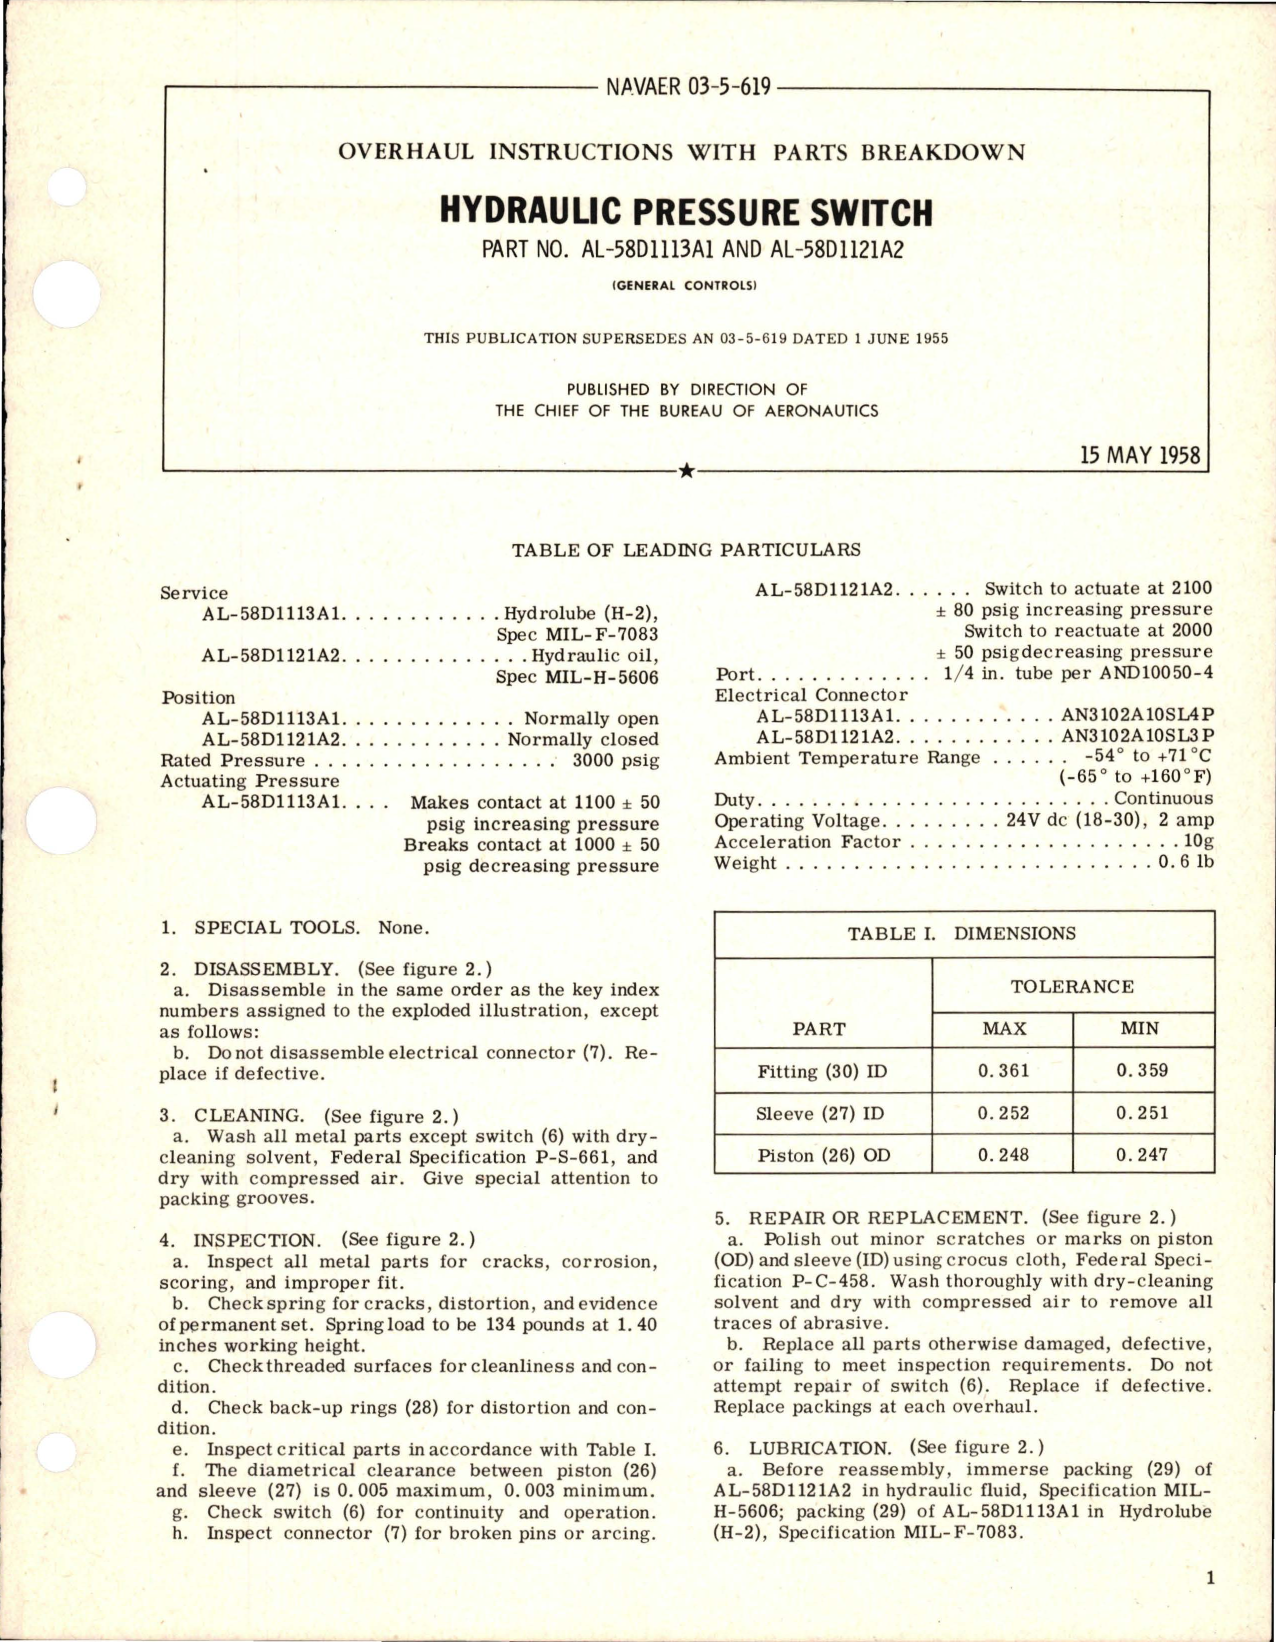 NAVAER 03-5-619
OVERHAUL INSTRUCTIONS WITH PARTS BREAKDOWN
HYDRAULIC PRESSURE SWITCH
PART NO. AL-58D1113A1 AND AL-58D1121A2
(GENERAL CONTROLS)
THIS PUBLICATION SUPERSEDES AN 03-5-619 DATED 1 JUNE 1955
PUBLISHED BY DIRECTION OF
THE CHIEF OF THE BUREAU OF AERONAUTICS
15 MAY 1958
TABLE OF LEADING PARTICULARS
Service
AL-58D1113A1. . . . . . . . . . . . Hydrolube (H-2),
Spec MIL-F-7083
AL-58D1121A2. . . . . . . . . . . . . . Hydraulic oil,
Spec MIL-H-5606
Position
AL-58D1113A1. . . . . . . . . . . . . Normally open
AL-58D1121A2. . . . . . . . . . . . Normally closed
Rated Pressure . . . . . . . . . . . . . . . . . . 3000 psig
Actuating Pressure
AL-58D1113A1. . . . Makes contact at 1100 ± 50
psig increasing pressure
Breaks contact at 1000 ± 50
psig decreasing pressure
AL-58D1121A2. . . . . . Switch to actuate at 2100
± 80 psig increasing pressure
Switch to reactuate at 2000
± 50 psig decreasing pressure
Port. . . . . . . . . . . . . 1/4 in. tube per AND10050-4
Electrical Connector
AL-58D1113A1. . . . . . . . . . . . AN3102A10SL4P
AL-58D1121A2. . . . . . . . . . . . AN3102A10SL3P
Ambient Temperature Range . . . . . . -54° to +71°C
(-65° to +160°F)
Duty. . . . . . . . . . . . . . . . . . . . . . . . . . Continuous
Operating Voltage. . . . . . . . . 24V dc (18-30), 2 amp
Acceleration Factor . . . . . . . . . . . . . . . . . . . . 10g
Weight . . . . . . . . . . . . . . . . . . . . . . . . . . . 0.6 lb
1. SPECIAL TOOLS. None.
2. DISASSEMBLY. (See figure 2.)
a. Disassemble in the same order as the key index
numbers assigned to the exploded illustration, except
as follows:
b. Do not disassemble electrical connector (7). Re-
place if defective.
3. CLEANING. (See figure 2.)
a. Wash all metal parts except switch (6) with dry-
cleaning solvent, Federal Specification P-S-661, and
dry with compressed air. Give special attention to
packing grooves.
4. INSPECTION. (See figure 2.)
a. Inspect all metal parts for cracks, corrosion,
scoring, and improper fit.
b. Check spring for cracks, distortion, and evidence
of permanent set. Spring load to be 134 pounds at 1.40
inches working height.
c. Check threaded surfaces for cleanliness and con-
dition.
d. Check back-up rings (28) for distortion and con-
dition.
e. Inspect critical parts in accordance with Table I.
f. The diametrical clearance between piston (26)
and sleeve (27) is 0.005 maximum, 0.003 minimum.
g. Check switch (6) for continuity and operation.
h. Inspect connector (7) for broken pins or arcing.
TABLE I. DIMENSIONS
PART TOLERANCE
MAX MIN
Fitting (30) ID 0.361 0.359
Sleeve (27) ID 0.252 0.251
Piston (26) OD 0.248 0.247
5. REPAIR OR REPLACEMENT. (See figure 2.)
a. Polish out minor scratches or marks on piston
(OD) and sleeve (ID) using crocus cloth, Federal Speci-
fication P-C-458. Wash thoroughly with dry-cleaning
solvent and dry with compressed air to remove all
traces of abrasive.
b. Replace all parts otherwise damaged, defective,
or failing to meet inspection requirements. Do not
attempt repair of switch (6). Replace if defective.
Replace packings at each overhaul.
6. LUBRICATION. (See figure 2.)
a. Before reassembly, immerse packing (29) of
AL-58D1121A2 in hydraulic fluid, Specification MIL-
H-5606; packing (29) of AL-58D1113A1 in Hydrolube
(H-2), Specification MIL-F-7083.
1